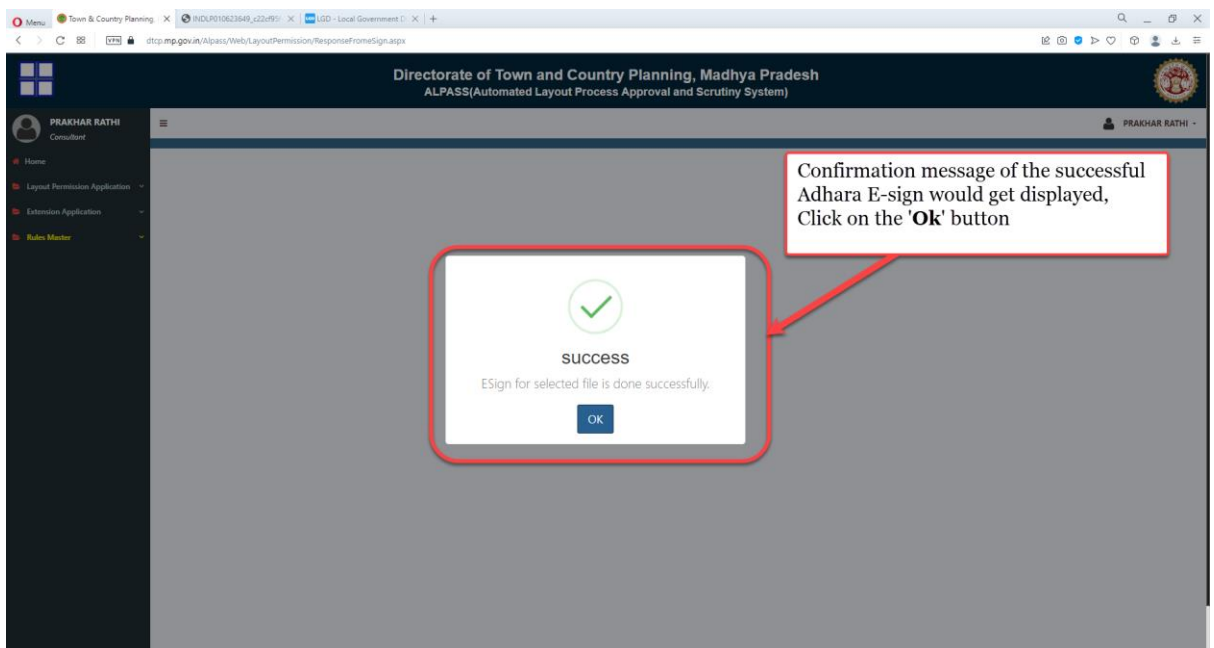 Menu
Town & Country Planning,
INDLP010623849_c22cf95
LGD - Local Government D
VPN
dtcp.mp.gov.in/Alpass/Web/LayoutPermission/ResponseFromeSign.aspx
Directorate of Town and Country Planning, Madhya Pradesh
ALPASS(Automated Layout Process Approval and Scrutiny System)
PRAKHAR RATHI
Consultant
PRAKHAR RATHI
Home
Layout Permission Application
Extension Application
Rules Master
Confirmation message of the successful
Adhara E-sign would get displayed,
Click on the 'Ok' button
success
ESign for selected file is done successfully.
OK